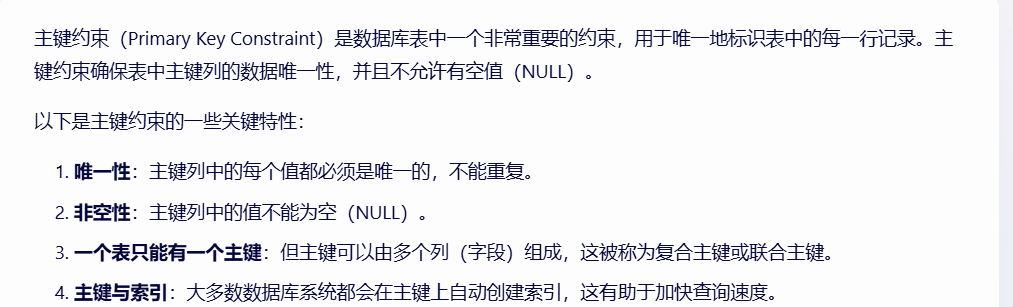 主键约束（Primary Key Constraint）是数据库表中一个非常重要的约束，用于唯一地标识表中的每一行记录。主
键约束确保表中主键列的数据唯一性，并且不允许有空值（NULL）。
以下是主键约束的一些关键特性：
1. 唯一性：主键列中的每个值都必须是唯一的，不能重复。
2. 非空性：主键列中的值不能为空（NULL）。
3. 一个表只能有一个主键：但主键可以由多个列（字段）组成，这被称为复合主键或联合主键。
4. 主键与索引：大多数数据库系统都会在主键上自动创建索引，这有助于加快查询速度。